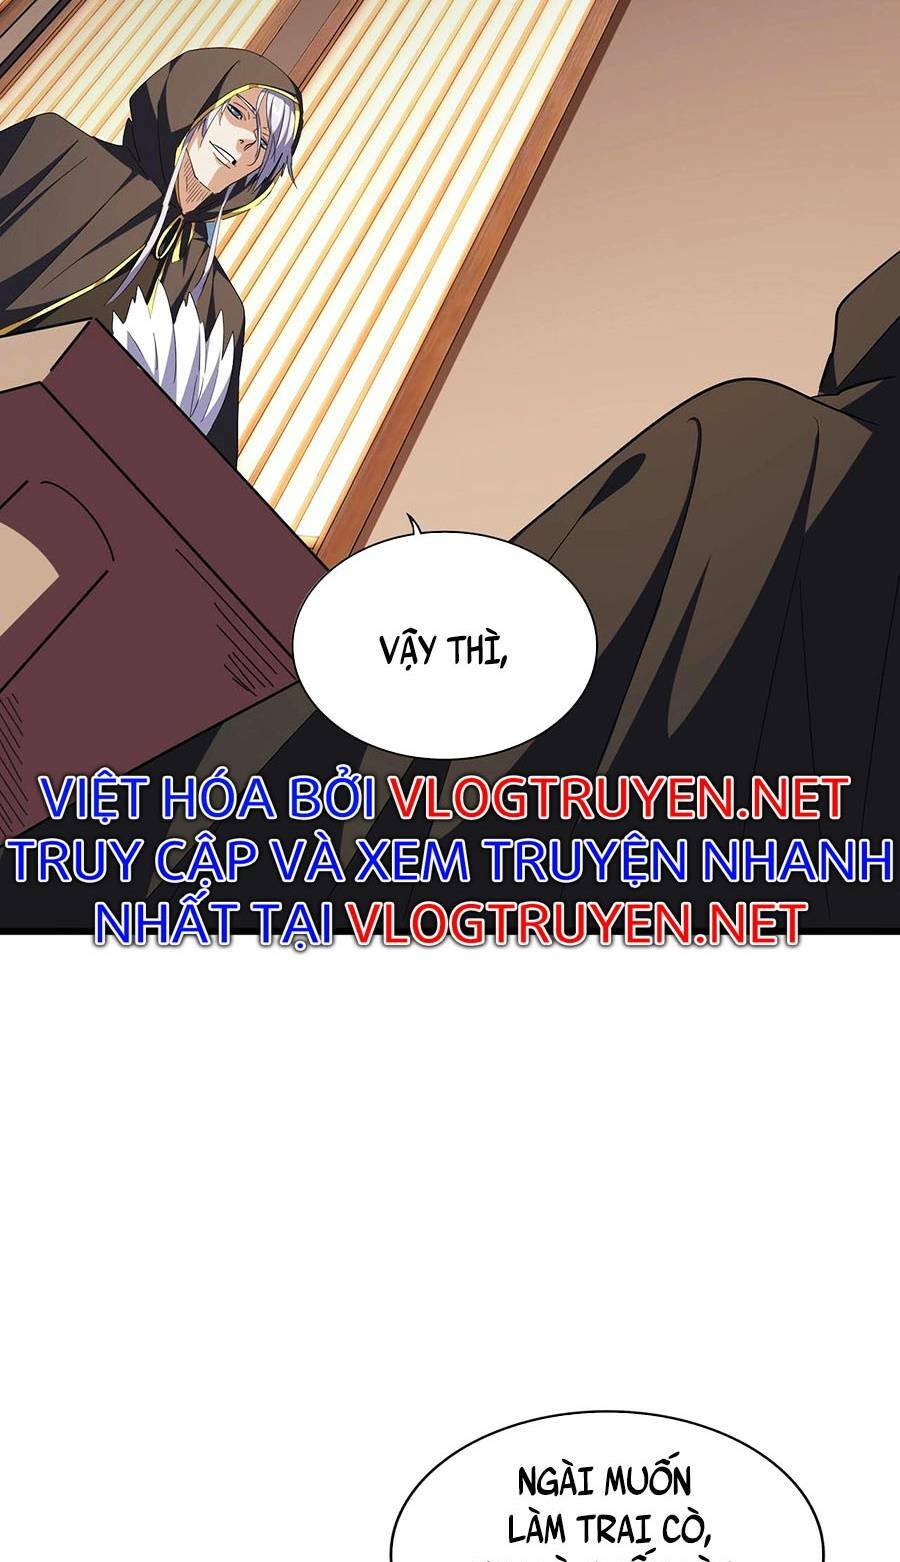 VẬY THÌ,
VIỆT HÓA BỞI VLOGTRUYEN.NET
TRUY CẬP VÀ XEM TRUYỆN NHANH
NHẤT TẠI VLOGTRUYEN.NET
NGÀI MUỐN
LÀM TRAI CÒ,